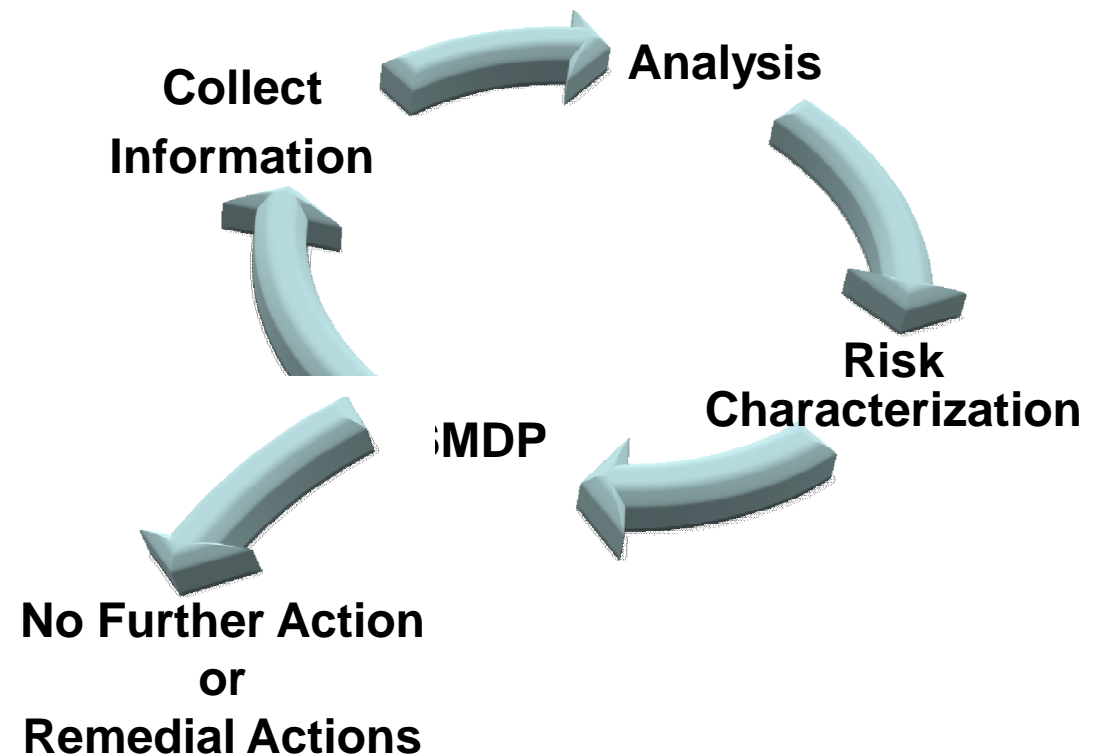 Collect
Information
Analysis
Risk
Characterization
MDP
No Further Action
or
Remedial Actions